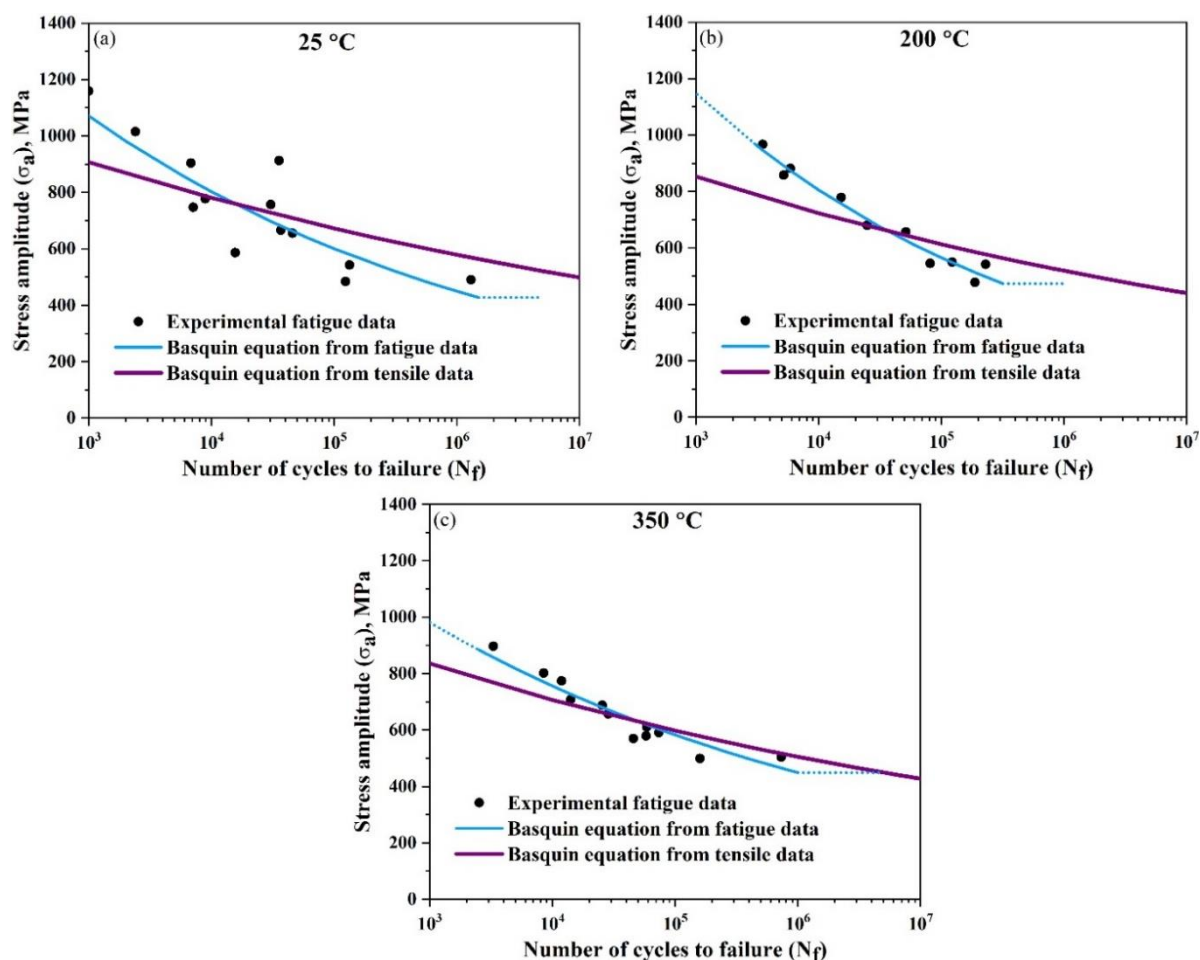 (a)
25 °C
1400
1200
1000
800
600
400
200
0
Stress amplitude (σa), MPa
Experimental fatigue data
Basquin equation from fatigue data
Basquin equation from tensile data
10³ 10⁴ 10⁵ 10⁶ 10⁷
Number of cycles to failure (Nf)
(b)
200 °C
1400
1200
1000
800
600
400
200
0
Stress amplitude (σa), MPa
Experimental fatigue data
Basquin equation from fatigue data
Basquin equation from tensile data
10³ 10⁴ 10⁵ 10⁶ 10⁷
Number of cycles to failure (Nf)
(c)
350 °C
1400
1200
1000
800
600
400
200
0
Stress amplitude (σa), MPa
Experimental fatigue data
Basquin equation from fatigue data
Basquin equation from tensile data
10³ 10⁴ 10⁵ 10⁶ 10⁷
Number of cycles to failure (Nf)